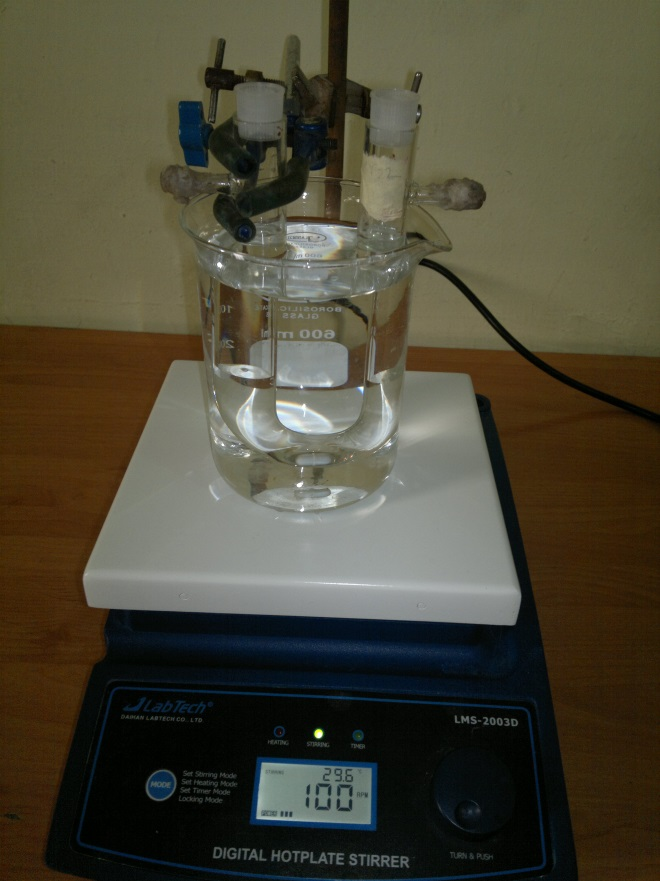 BOROSILIC
GLASS
600 ml
LabTech®
DAIHAN LABTECH CO., LTD.
LMS-2003D
HEATING
STIRRING
TIMER
MODE
Set Stirring Mode
Set Heating Mode
Set Timer Mode
Locking Mode
29.6
100 RPM
TURN & PUSH
DIGITAL HOTPLATE STIRRER